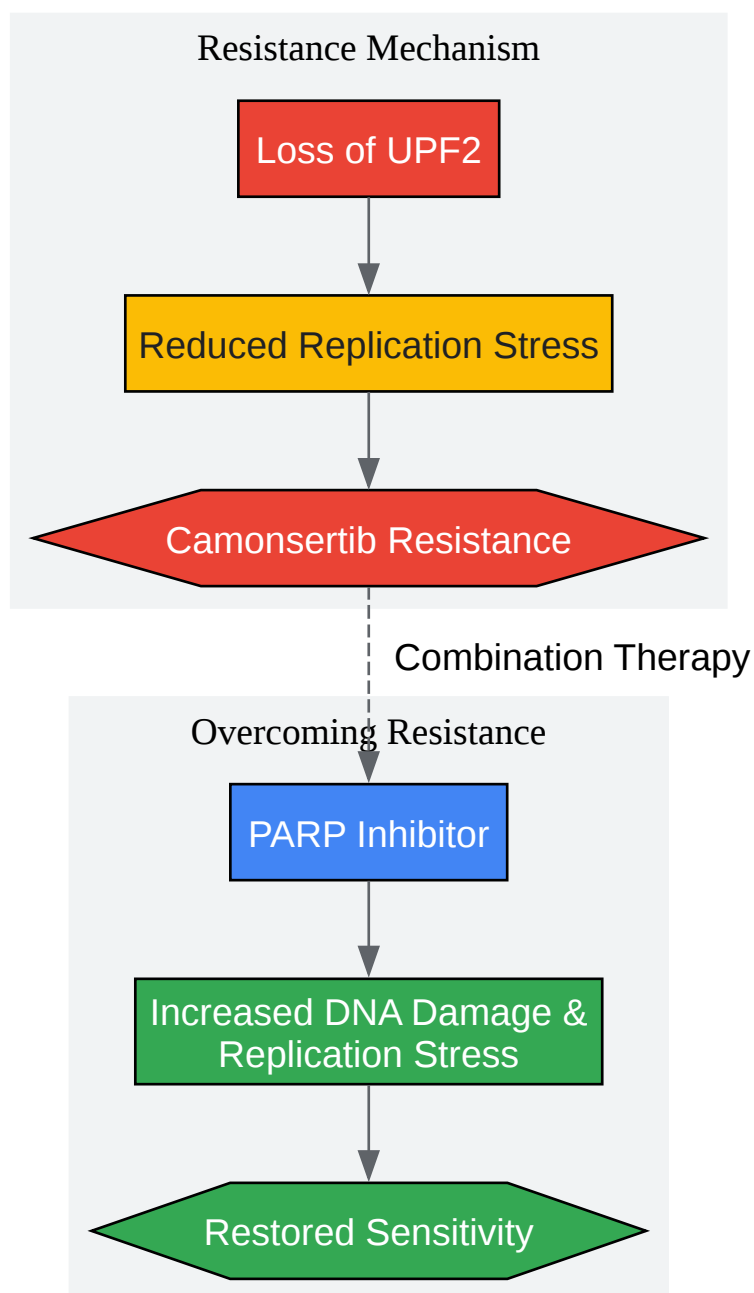 Resistance Mechanism
Loss of UPF2
Reduced Replication Stress
Camonsertib Resistance
Combination Therapy
Overcoming Resistance
PARP Inhibitor
Increased DNA Damage &
Replication Stress
Restored Sensitivity